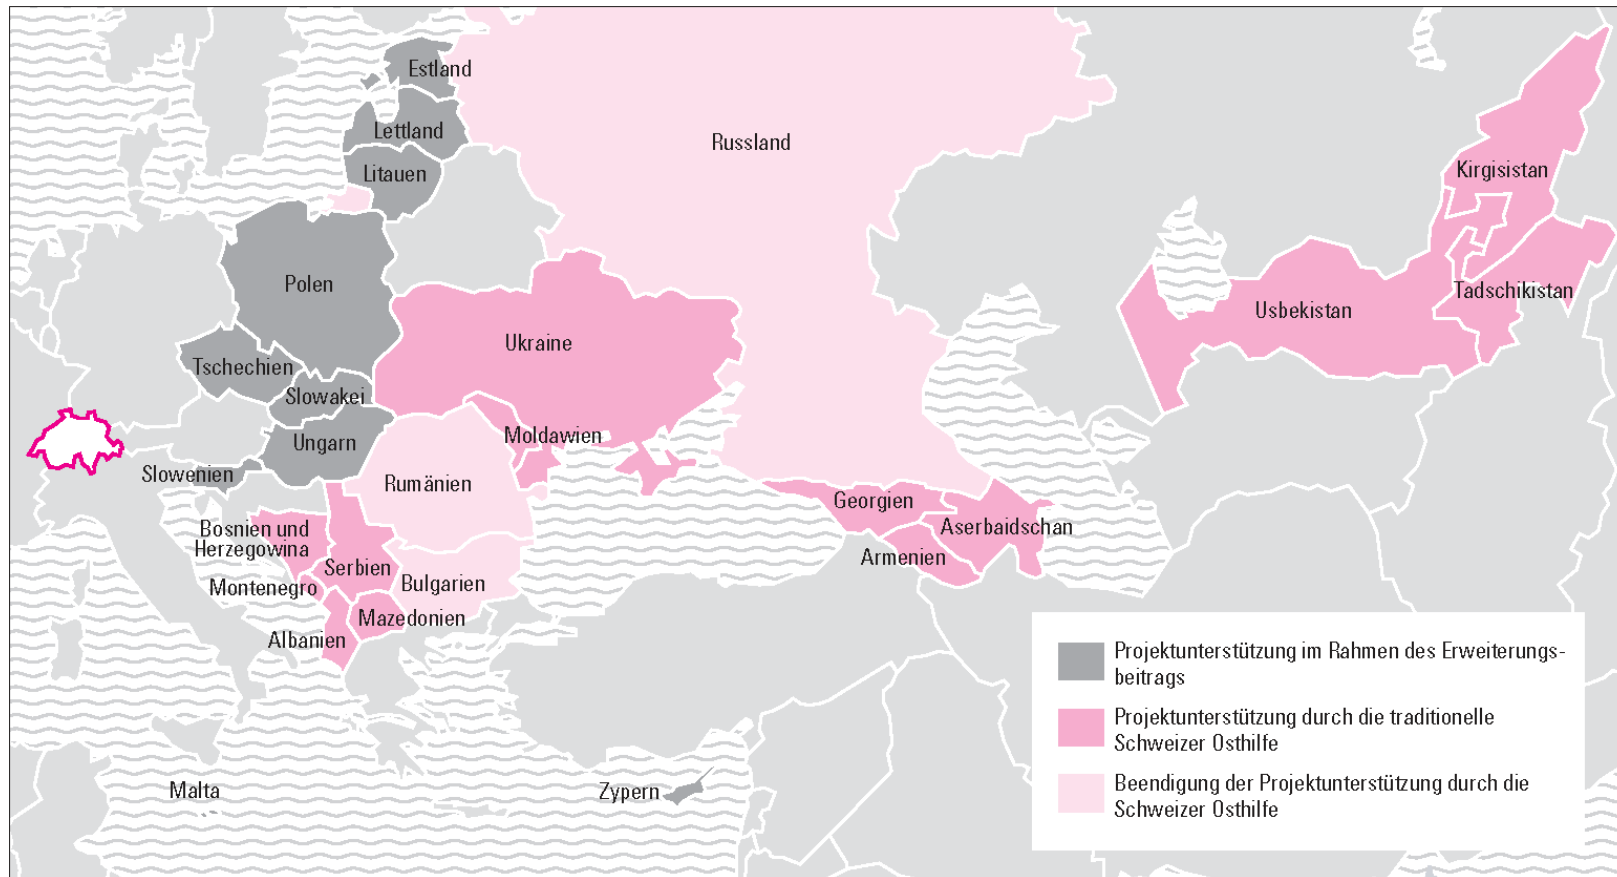 Estland
Lettland
Litauen
Russland
Kirgisistan
Polen
Usbekistan
Tadschikistan
Ukraine
Tschechien
Slowakei
Ungarn
Moldawien
Slowenien
Rumänien
Georgien
Aserbaidschan
Armenien
Bosnien und
Herzegowina
Serbien
Montenegro
Bulgarien
Mazedonien
Albanien
Malta
Zypern
Projektunterstützung im Rahmen des Erweiterungs-
beitrags
Projektunterstützung durch die traditionelle
Schweizer Osthilfe
Beendigung der Projektunterstützung durch die
Schweizer Osthilfe